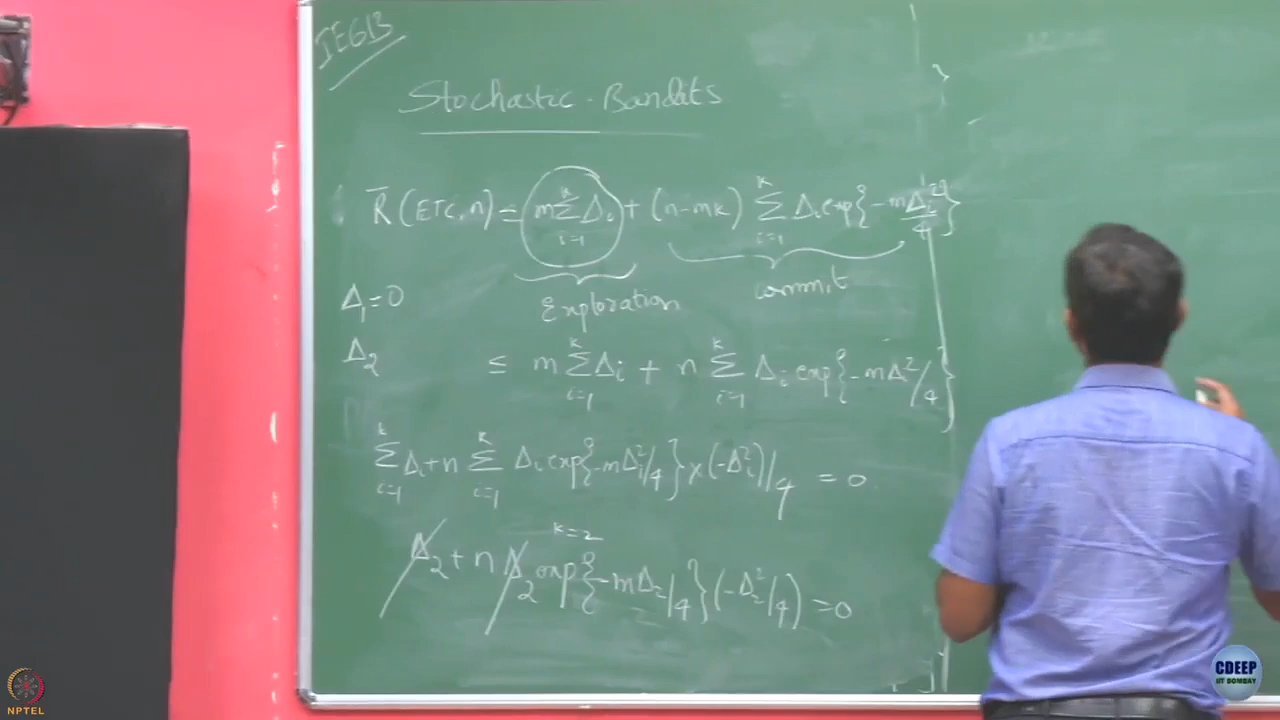 IE613
Stochastic Bandits
R̄(ETC,n) = m Σ_{i=1}^{k} Δ_i + (n-mk) Σ_{i=1}^{k} Δ_i exp{-mΔ_i²/4}
Exploration
commit
Δ_1=0
Δ_2
≤ m Σ_{i=1}^{k} Δ_i + n Σ_{i=1}^{k} Δ_i exp{-mΔ²/4}
Σ_{i=1}^{k} Δ_i + n Σ_{i=1}^{k} Δ_i exp{-mΔ_i²/4} × (-Δ_i²)/4 = 0
k=2
Δ_2 + n Δ_2 exp{-mΔ_2/4}(-Δ_2²/4) = 0
NPTEL
CDEEP
IIT BOMBAY